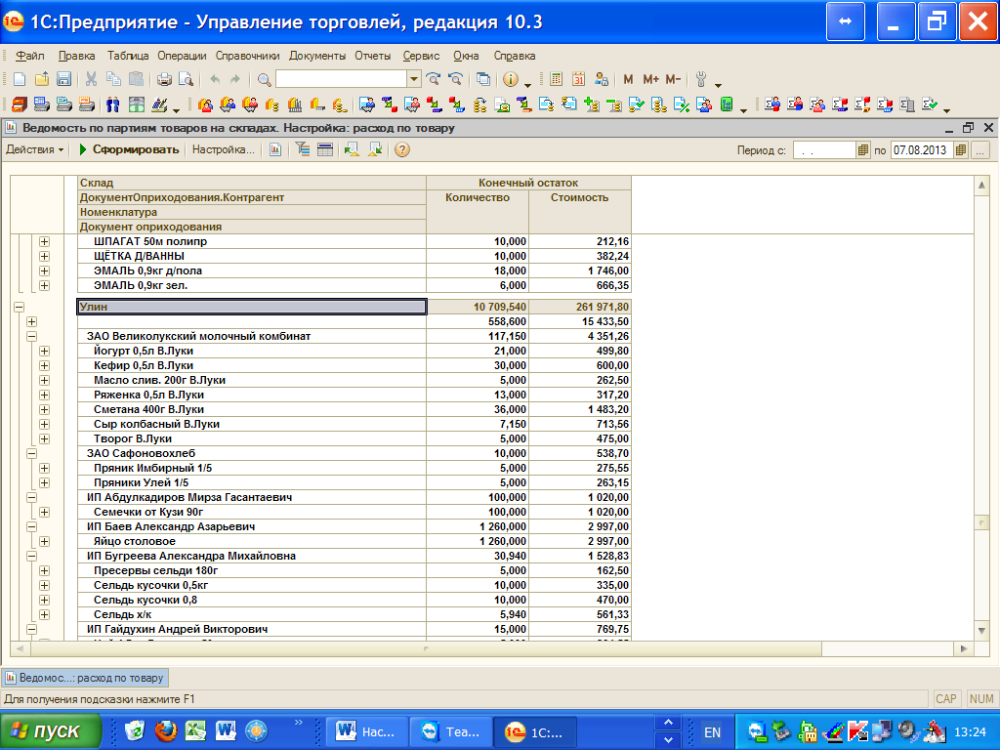 1С:Предприятие - Управление торговлей, редакция 10.3
Файл Правка Таблица Операции Справочники Документы Отчеты Сервис Окна Справка
M M+ M-
Ведомость по партиям товаров на складах. Настройка: расход по товару
Действия Сформировать Настройка... Период с: . . по 07.08.2013 ...
Склад Конечный остаток
ДокументОприходования.Контрагент Количество Стоимость
Номенклатура
Документ оприходования
ШПАГАТ 50м полипр 10,000 212,16
ЩЁТКА Д/ВАННЫ 10,000 382,24
ЭМАЛЬ 0,9кг д/пола 18,000 1 746,00
ЭМАЛЬ 0,9кг зел. 6,000 666,35
Улин 10 709,540 261 971,80
558,600 15 433,50
ЗАО Великолукский молочный комбинат 117,150 4 351,26
Йогурт 0,5л В.Луки 21,000 499,80
Кефир 0,5л В.Луки 30,000 600,00
Масло слив. 200г В.Луки 5,000 262,50
Ряженка 0,5л В.Луки 13,000 317,20
Сметана 400г В.Луки 36,000 1 483,20
Сыр колбасный В.Луки 7,150 713,56
Творог В.Луки 5,000 475,00
ЗАО Сафоновохлеб 10,000 538,70
Пряник Имбирный 1/5 5,000 275,55
Пряники Улей 1/5 5,000 263,15
ИП Абдулкадиров Мирза Гасантаевич 100,000 1 020,00
Семечки от Кузи 90г 100,000 1 020,00
ИП Баев Александр Азарьевич 1 260,000 2 997,00
Яйцо столовое 1 260,000 2 997,00
ИП Бугреева Александра Михайловна 30,940 1 528,83
Пресервы сельди 180г 5,000 162,50
Сельдь кусочки 0,5кг 10,000 335,00
Сельдь кусочки 0,8 10,000 470,00
Сельдь х/к 5,940 561,33
ИП Гайдухин Андрей Викторович 15,000 769,75
Ведомос...: расход по товару
Для получения подсказки нажмите F1 CAP NUM
пуск Нас... Теа... 1С:... EN 13:24